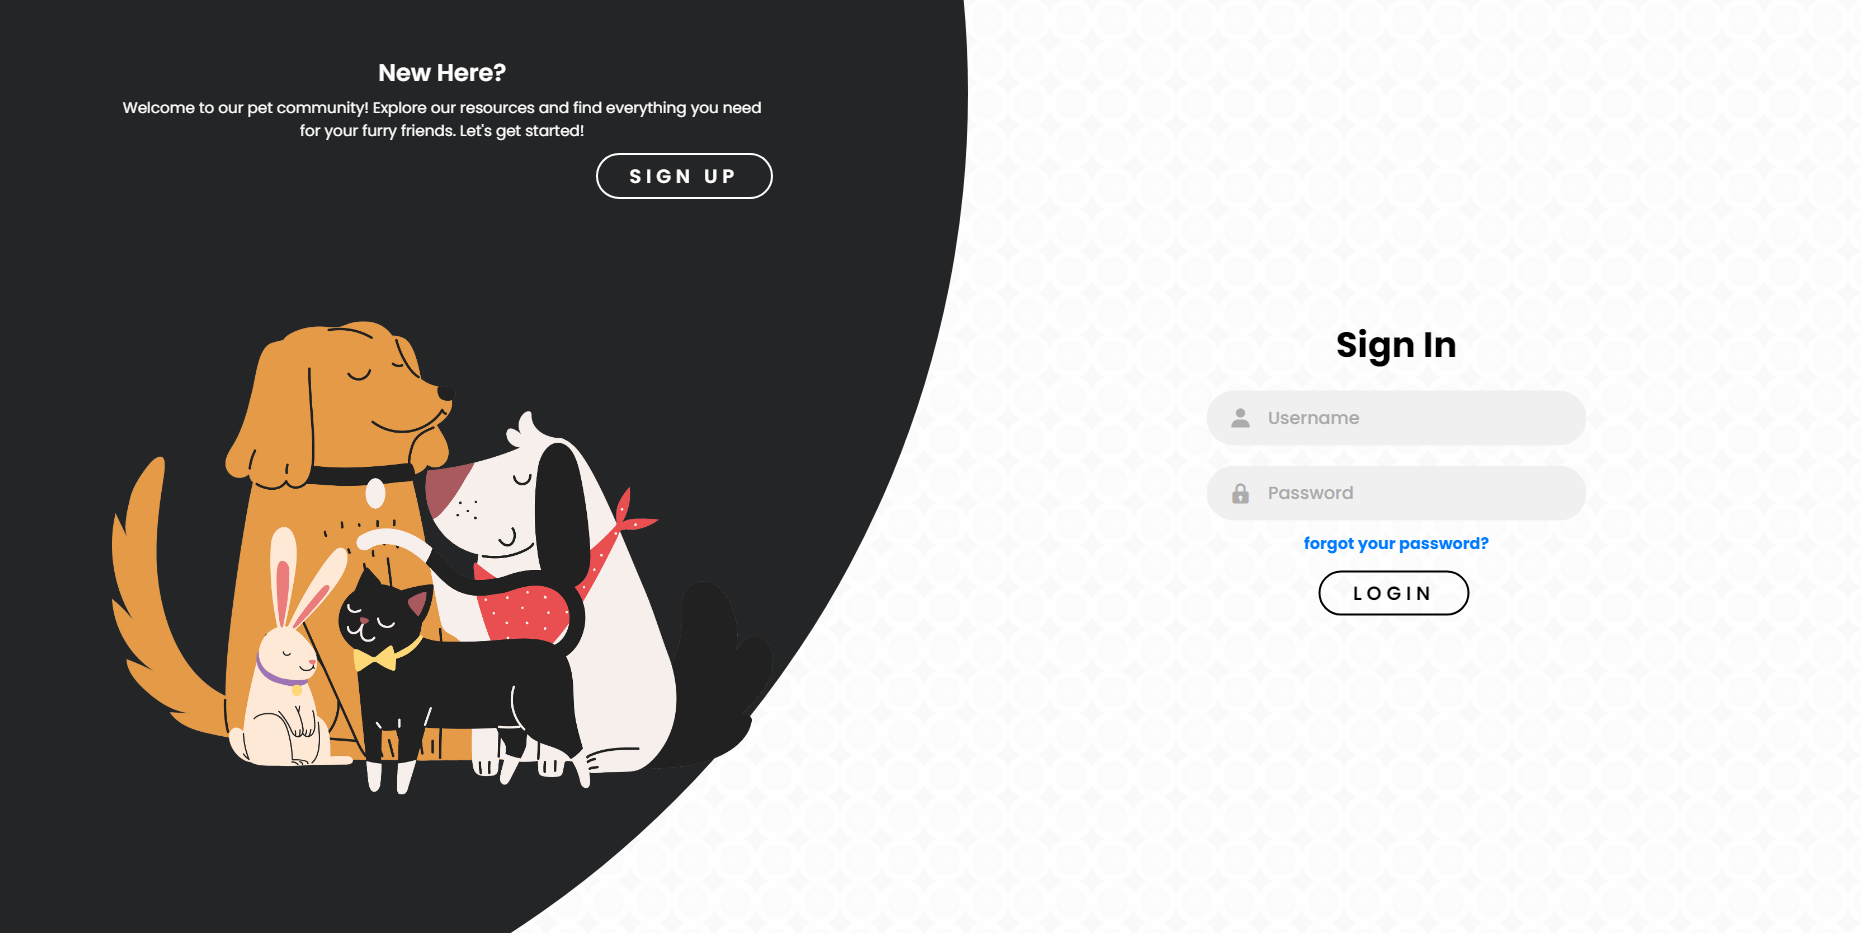 New Here?
Welcome to our pet community! Explore our resources and find everything you need
for your furry friends. Let's get started!
SIGN UP
Sign In
Username
Password
forgot your password?
LOGIN